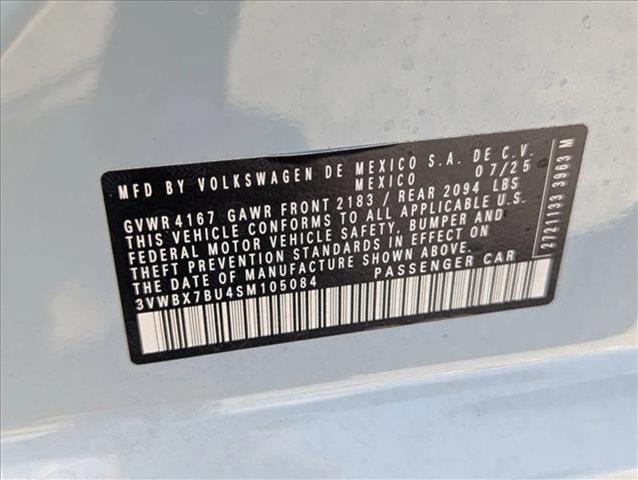 MFD BY VOLKSWAGEN DE MEXICO S.A. DE C.V.
MEXICO 07/25
GVWR 4167 GAWR FRONT 2183 / REAR 2094 LBS
THIS VEHICLE CONFORMS TO ALL APPLICABLE U.S.
FEDERAL MOTOR VEHICLE SAFETY, BUMPER AND
THEFT PREVENTION STANDARDS IN EFFECT ON
THE DATE OF MANUFACTURE SHOWN ABOVE.
3VWBX7BU4SM105084 PASSENGER CAR
2721133 3963 M